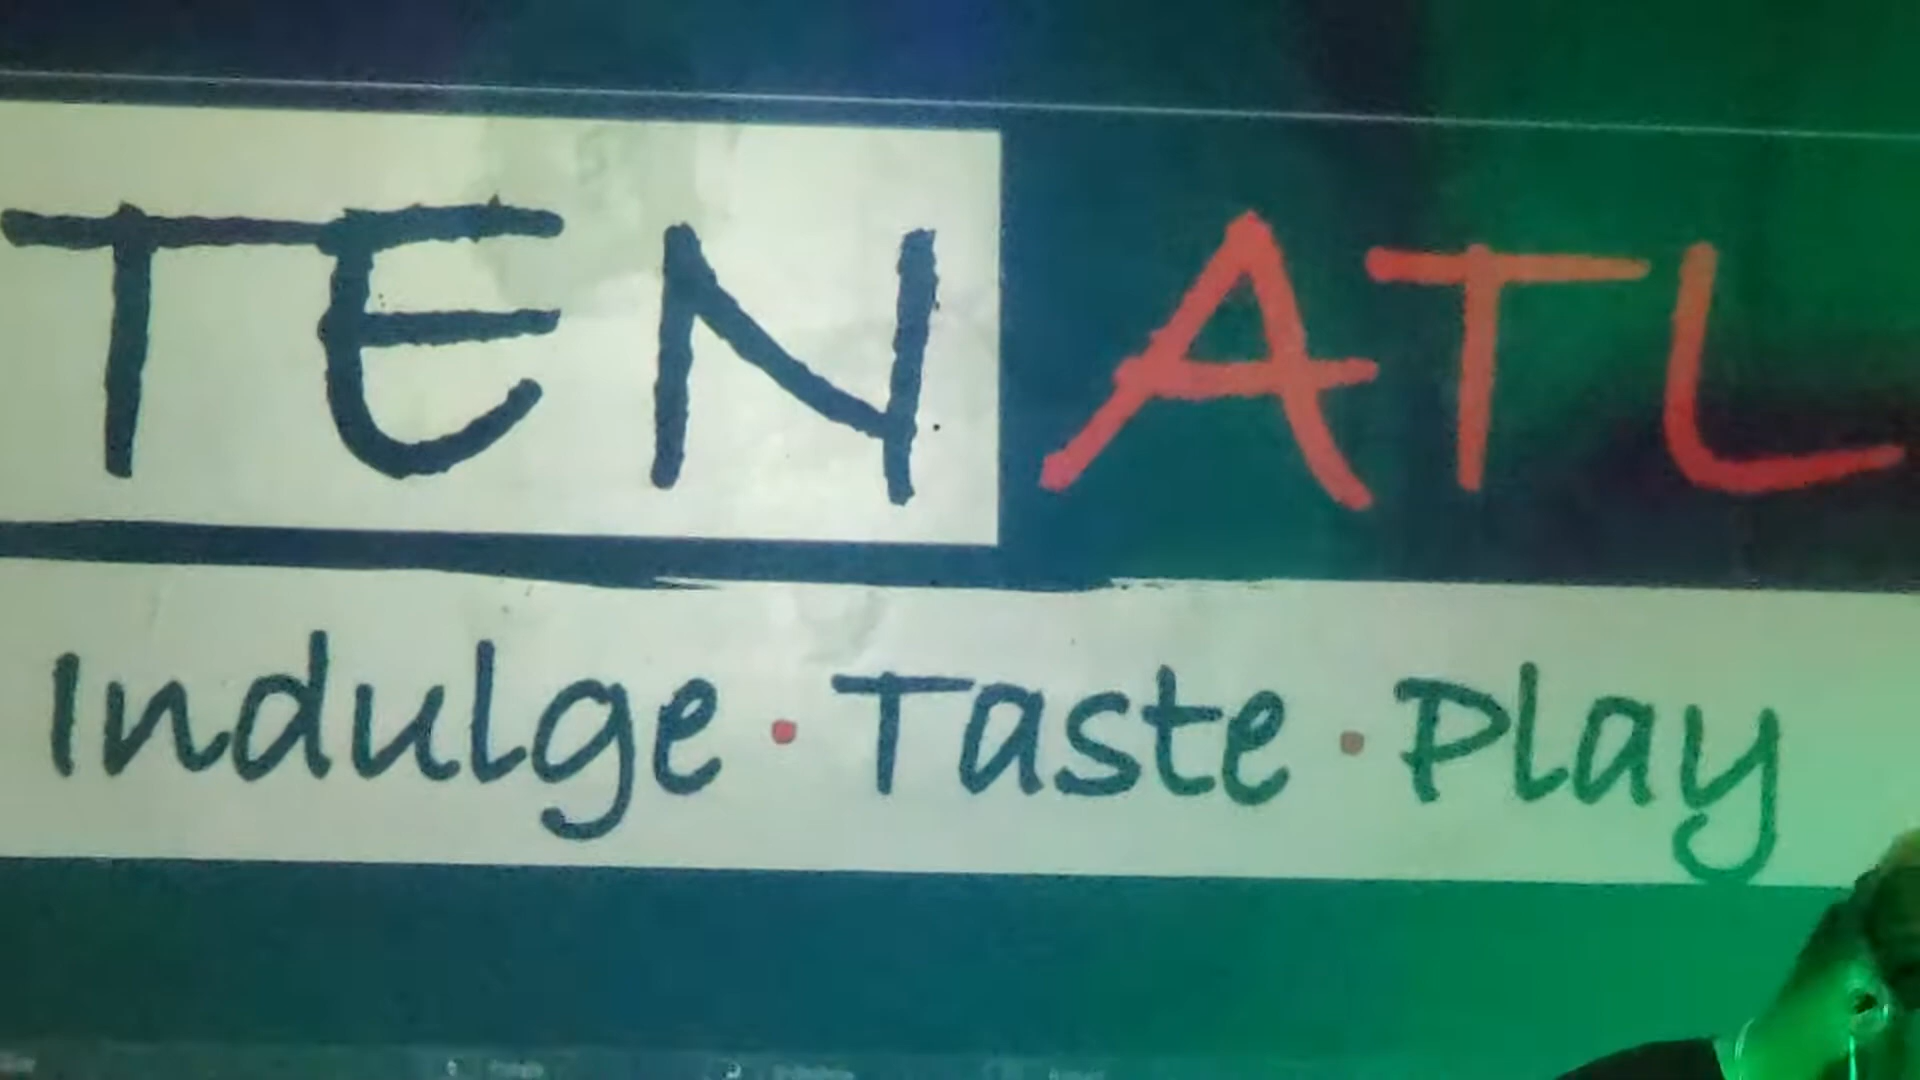 TEN ATL
Indulge · Taste · Play